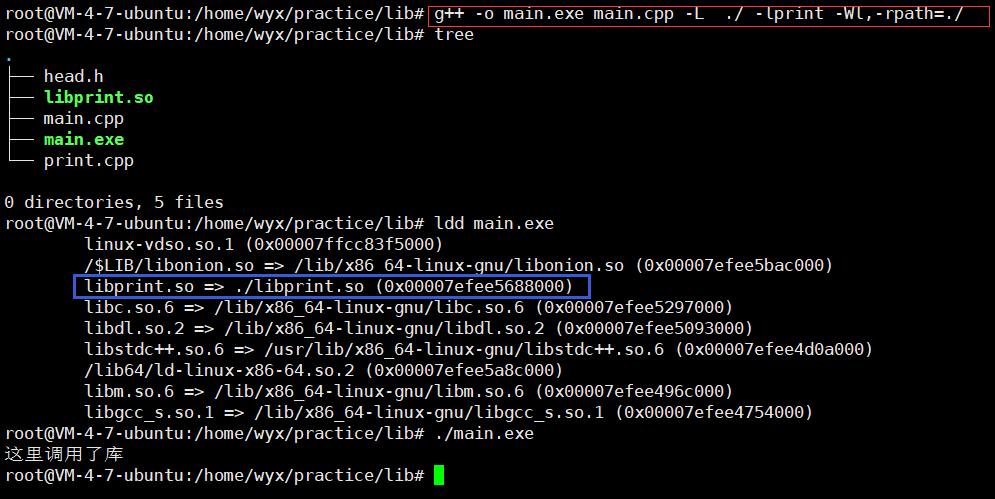 root@VM-4-7-ubuntu:/home/wyx/practice/lib# g++ -o main.exe main.cpp -L  ./ -lprint -Wl,-rpath=./
root@VM-4-7-ubuntu:/home/wyx/practice/lib# tree
.
├── head.h
├── libprint.so
├── main.cpp
├── main.exe
└── print.cpp
0 directories, 5 files
root@VM-4-7-ubuntu:/home/wyx/practice/lib# ldd main.exe
linux-vdso.so.1 (0x00007ffcc83f5000)
/$LIB/libonion.so => /lib/x86_64-linux-gnu/libonion.so (0x00007efee5bac000)
libprint.so => ./libprint.so (0x00007efee5688000)
libc.so.6 => /lib/x86_64-linux-gnu/libc.so.6 (0x00007efee5297000)
libdl.so.2 => /lib/x86_64-linux-gnu/libdl.so.2 (0x00007efee5093000)
libstdc++.so.6 => /usr/lib/x86_64-linux-gnu/libstdc++.so.6 (0x00007efee4d0a000)
/lib64/ld-linux-x86-64.so.2 (0x00007efee5a8c000)
libm.so.6 => /lib/x86_64-linux-gnu/libm.so.6 (0x00007efee496c000)
libgcc_s.so.1 => /lib/x86_64-linux-gnu/libgcc_s.so.1 (0x00007efee4754000)
root@VM-4-7-ubuntu:/home/wyx/practice/lib# ./main.exe
这里调用了库
root@VM-4-7-ubuntu:/home/wyx/practice/lib#